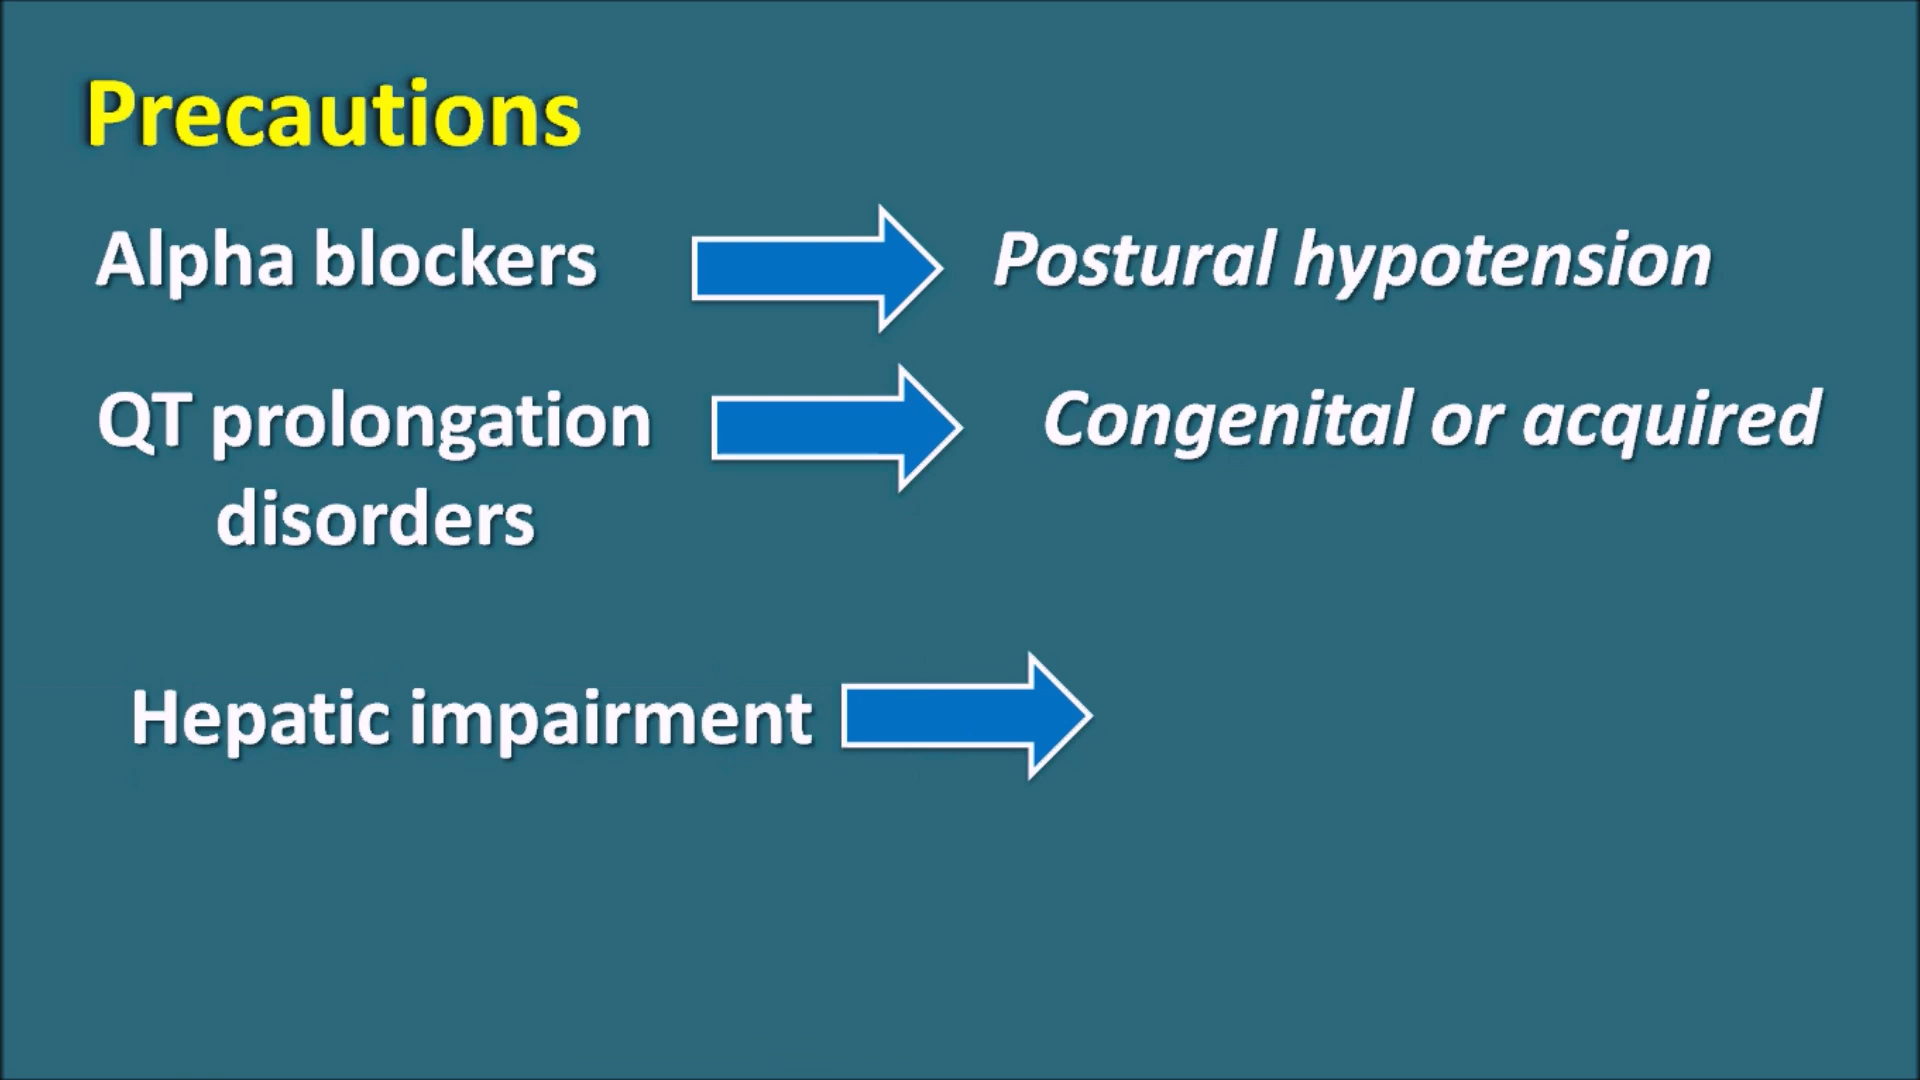 Precautions
Alpha blockers
Postural hypotension
QT prolongation
disorders
Congenital or acquired
Hepatic impairment